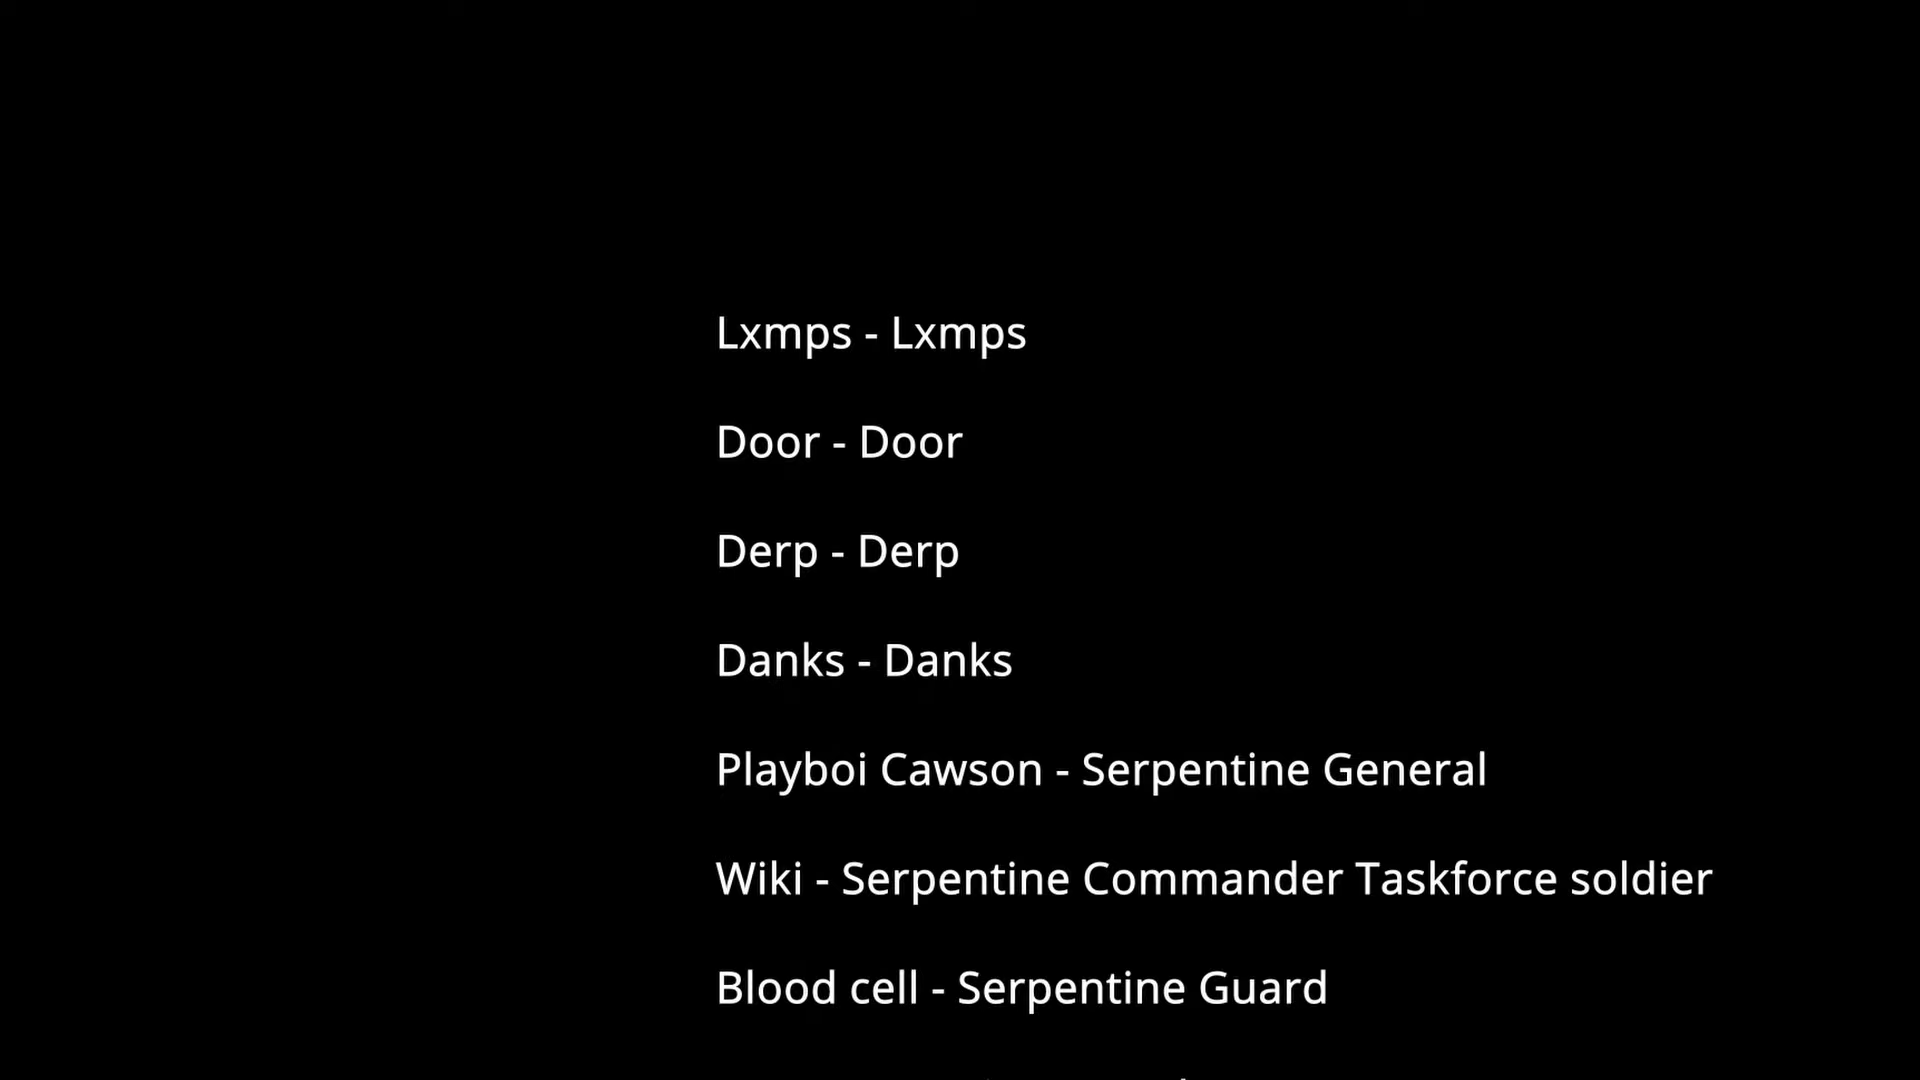 Lxmps - Lxmps
Door - Door
Derp - Derp
Danks - Danks
Playboi Cawson - Serpentine General
Wiki - Serpentine Commander Taskforce soldier
Blood cell - Serpentine Guard